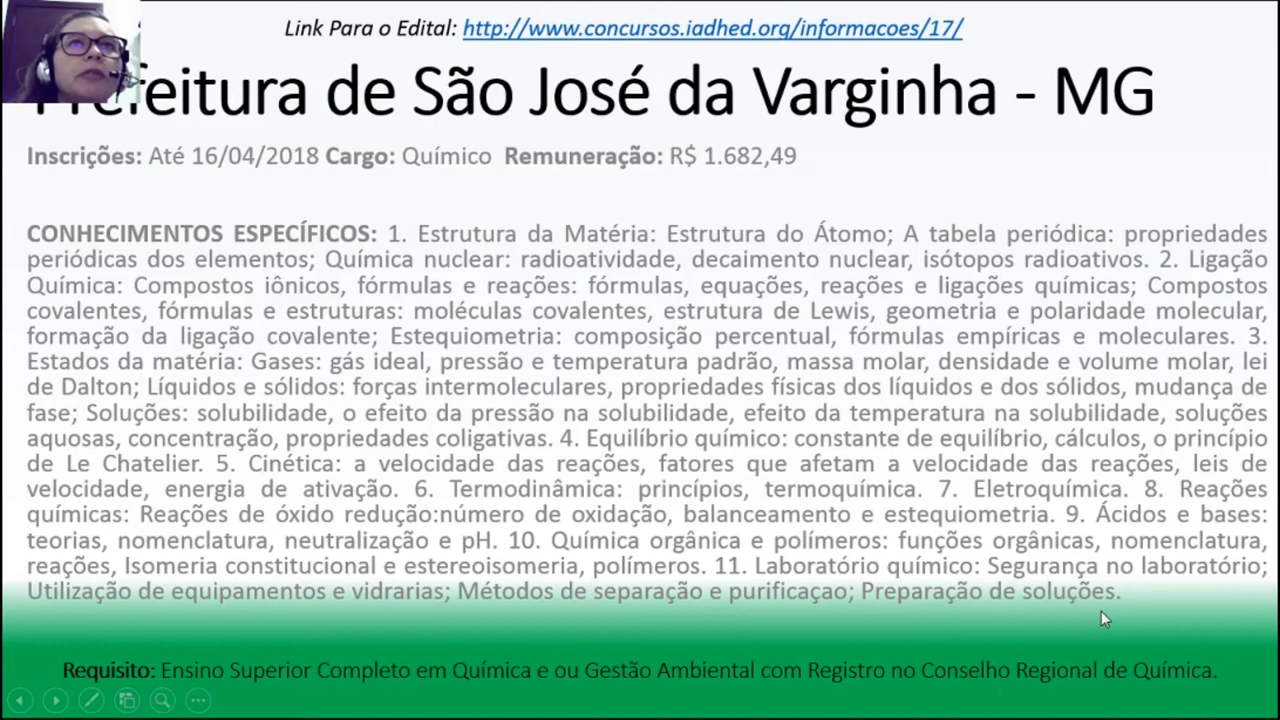 Link Para o Edital: http://www.concursos.iadhed.org/informacoes/17/
Prefeitura de São José da Varginha - MG
Inscrições: Até 16/04/2018 Cargo: Químico Remuneração: R$ 1.682,49
CONHECIMENTOS ESPECÍFICOS: 1. Estrutura da Matéria: Estrutura do Átomo; A tabela periódica: propriedades
periódicas dos elementos; Química nuclear: radioatividade, decaimento nuclear, isótopos radioativos. 2. Ligação
Química: Compostos iônicos, fórmulas e reações: fórmulas, equações, reações e ligações químicas; Compostos
covalentes, fórmulas e estruturas: moléculas covalentes, estrutura de Lewis, geometria e polaridade molecular,
formação da ligação covalente; Estequiometria: composição percentual, fórmulas empíricas e moleculares. 3.
Estados da matéria: Gases: gás ideal, pressão e temperatura padrão, massa molar, densidade e volume molar, lei
de Dalton; Líquidos e sólidos: forças intermoleculares, propriedades físicas dos líquidos e dos sólidos, mudança de
fase; Soluções: solubilidade, o efeito da pressão na solubilidade, efeito da temperatura na solubilidade, soluções
aquosas, concentração, propriedades coligativas. 4. Equilíbrio químico: constante de equilíbrio, cálculos, o princípio
de Le Chatelier. 5. Cinética: a velocidade das reações, fatores que afetam a velocidade das reações, leis de
velocidade, energia de ativação. 6. Termodinâmica: princípios, termoquímica. 7. Eletroquímica. 8. Reações
químicas: Reações de óxido redução:número de oxidação, balanceamento e estequiometria. 9. Ácidos e bases:
teorias, nomenclatura, neutralização e pH. 10. Química orgânica e polímeros: funções orgânicas, nomenclatura,
reações, Isomeria constitucional e estereoisomeria, polímeros. 11. Laboratório químico: Segurança no laboratório;
Utilização de equipamentos e vidrarias; Métodos de separação e purificaçao; Preparação de soluções.
Requisito: Ensino Superior Completo em Química e ou Gestão Ambiental com Registro no Conselho Regional de Química.